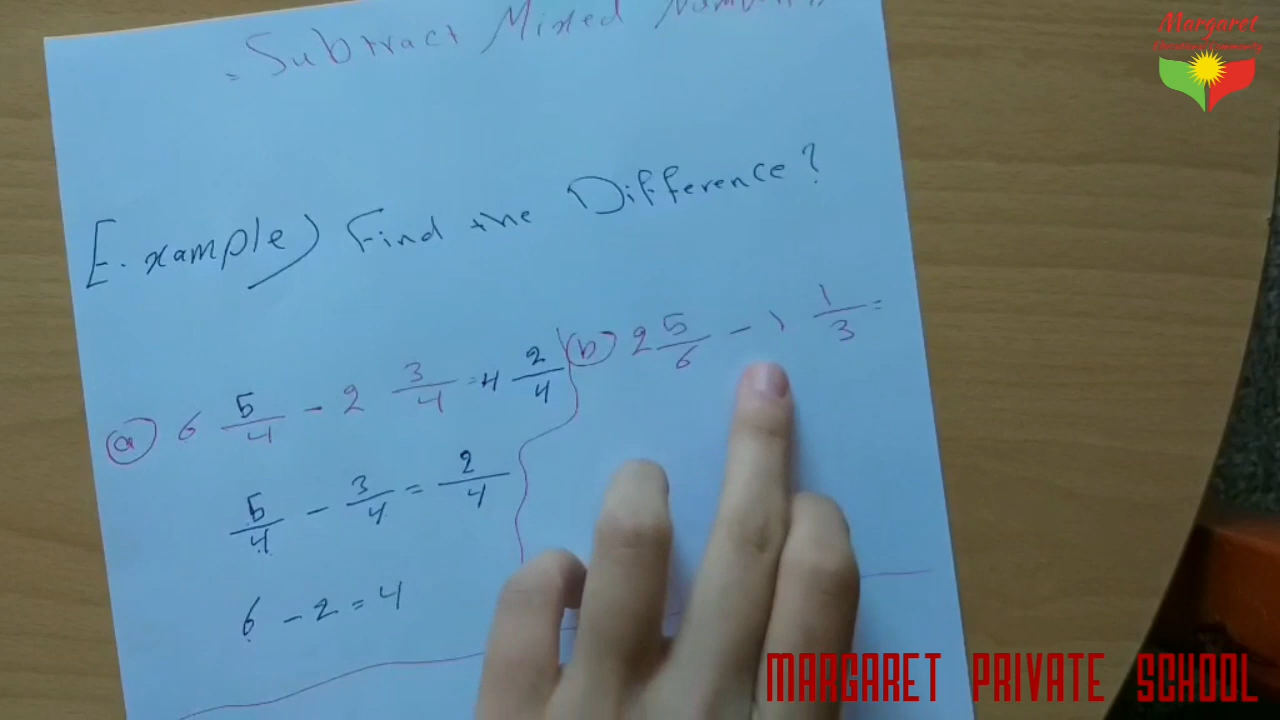 Subtract Mixed Numbers
Example) Find the Difference?
(a) 6 5/4 - 2 3/4 = 4 2/4
5/4 - 3/4 = 2/4
6 - 2 = 4
(b) 2 5/6 - 1 1/3 =
Margaret
MARGARET PRIVATE SCHOOL